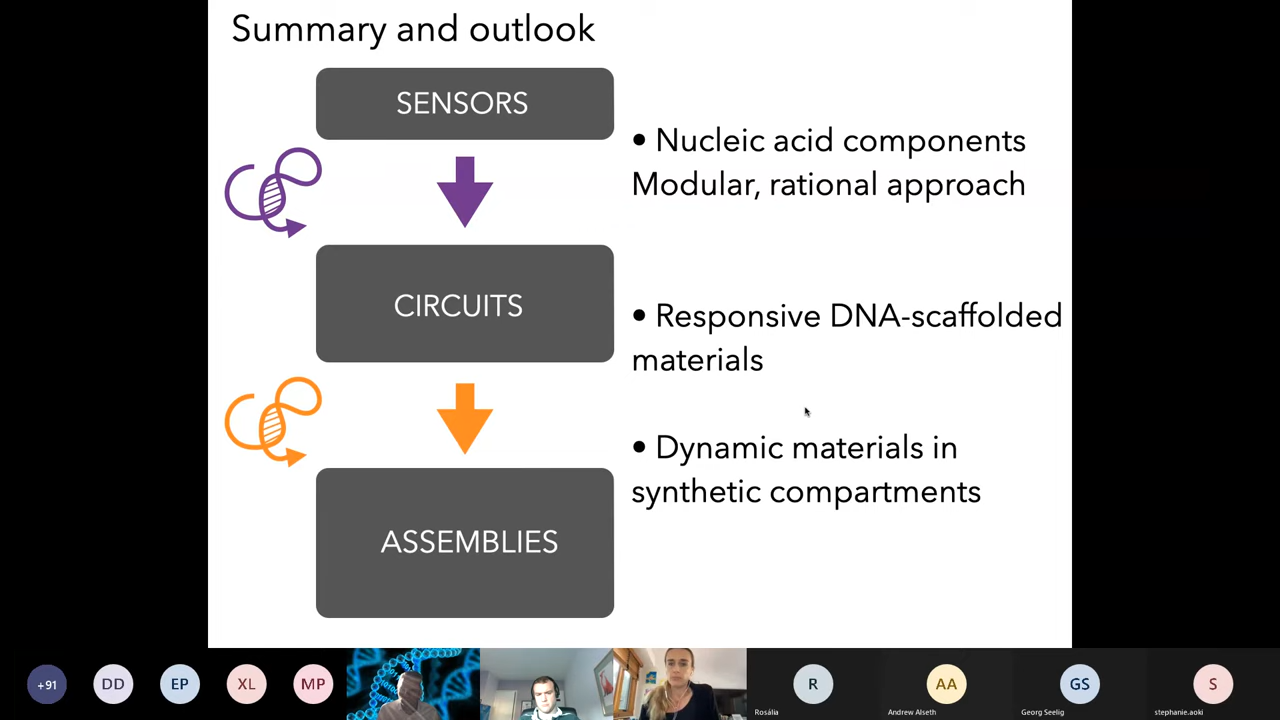 Summary and outlook
SENSORS
• Nucleic acid components
Modular, rational approach
CIRCUITS
• Responsive DNA-scaffolded
materials
• Dynamic materials in
synthetic compartments
ASSEMBLIES
+91
DD
EP
XL
MP
R
AA
GS
S
Rosália
Andrew Alseth
Georg Seelig
stephanie.aoki